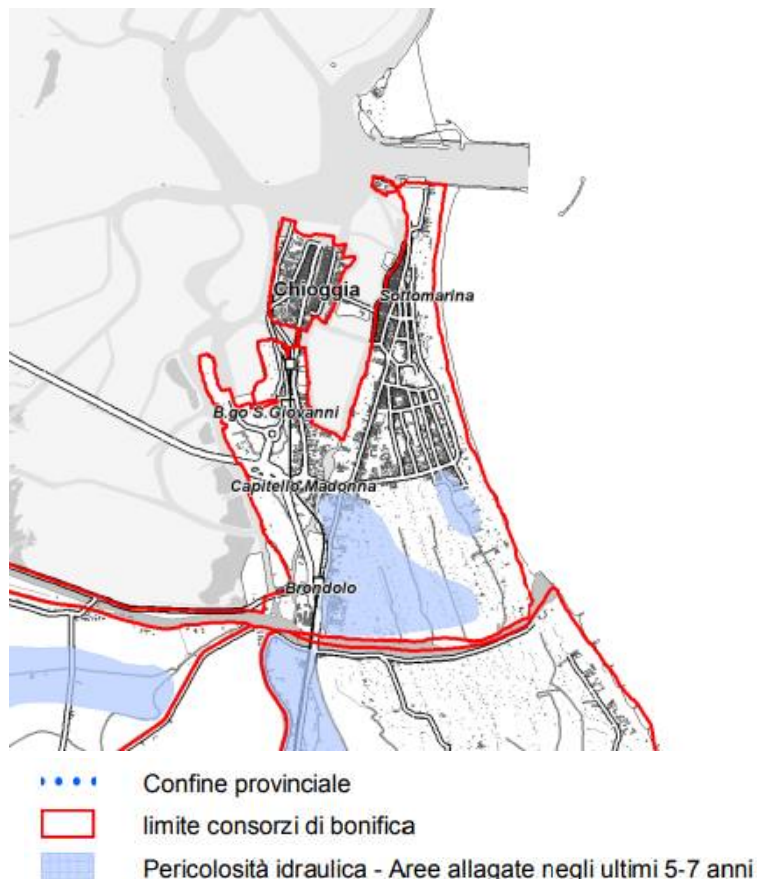 Chioggia
Sottomarina
B.go S.Giovanni
Capitello Madonna
Brondolo
Confine provinciale
limite consorzi di bonifica
Pericolosità idraulica - Aree allagate negli ultimi 5-7 anni